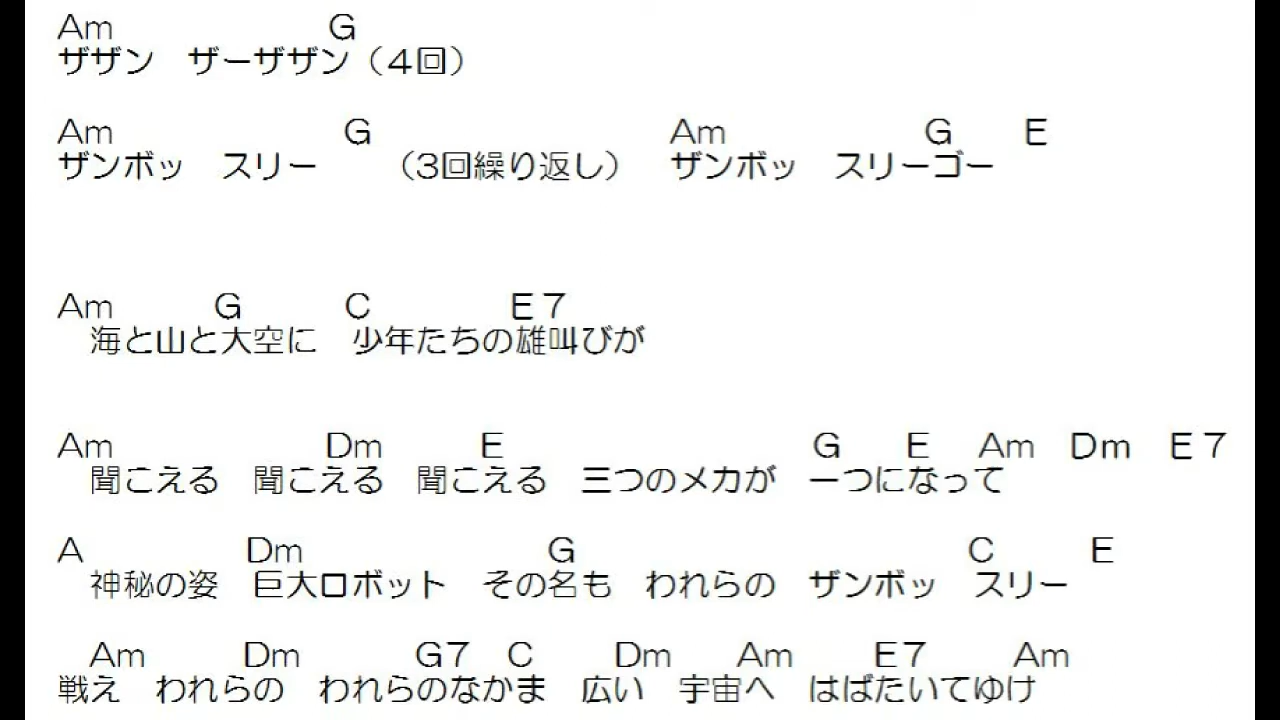 Am G
ザザン ザーザザン（４回）
Am G Am G E
ザンボッ スリー （3回繰り返し） ザンボッ スリーゴー
Am G C E７
海と山と大空に 少年たちの雄叫びが
Am Dm E G E Am Dm E７
聞こえる 聞こえる 聞こえる 三つのメカが 一つになって
A Dm G C E
神秘の姿 巨大ロボット その名も われらの ザンボッ スリー
Am Dm G7 C Dm Am E7 Am
戦え われらの われらのなかま 広い 宇宙へ はばたいてゆけ